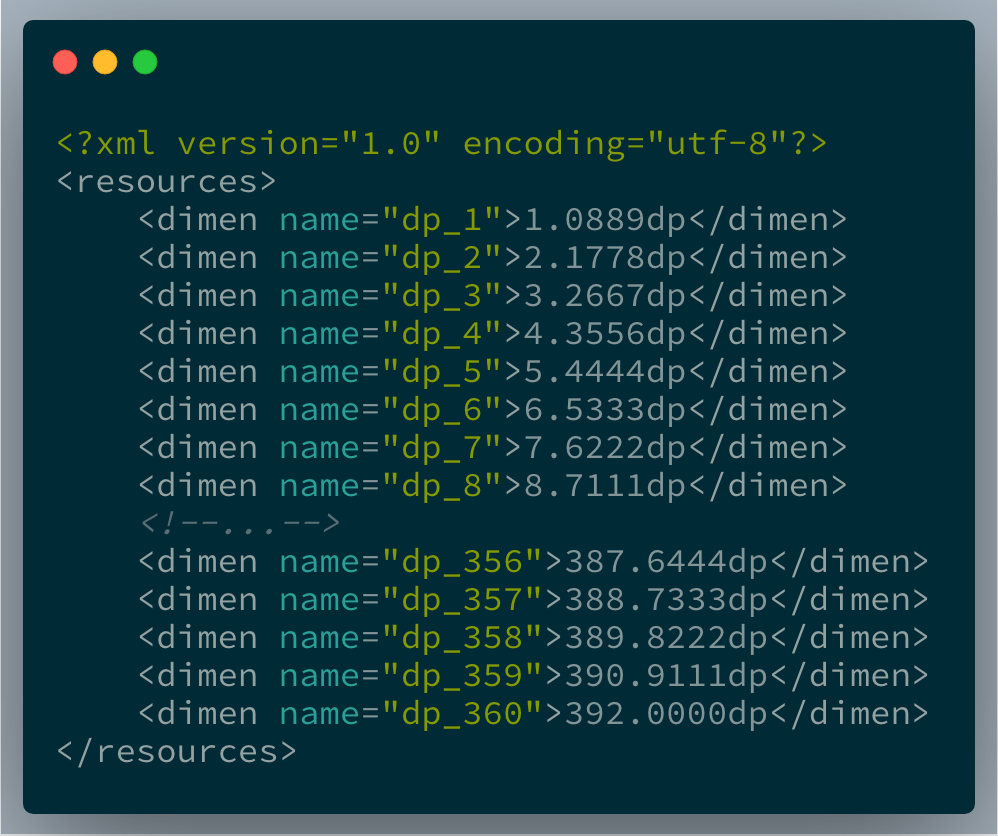 <?xml version="1.0" encoding="utf-8"?>
<resources>
    <dimen name="dp_1">1.0889dp</dimen>
    <dimen name="dp_2">2.1778dp</dimen>
    <dimen name="dp_3">3.2667dp</dimen>
    <dimen name="dp_4">4.3556dp</dimen>
    <dimen name="dp_5">5.4444dp</dimen>
    <dimen name="dp_6">6.5333dp</dimen>
    <dimen name="dp_7">7.6222dp</dimen>
    <dimen name="dp_8">8.7111dp</dimen>
    <!--...-->
    <dimen name="dp_356">387.6444dp</dimen>
    <dimen name="dp_357">388.7333dp</dimen>
    <dimen name="dp_358">389.8222dp</dimen>
    <dimen name="dp_359">390.9111dp</dimen>
    <dimen name="dp_360">392.0000dp</dimen>
</resources>